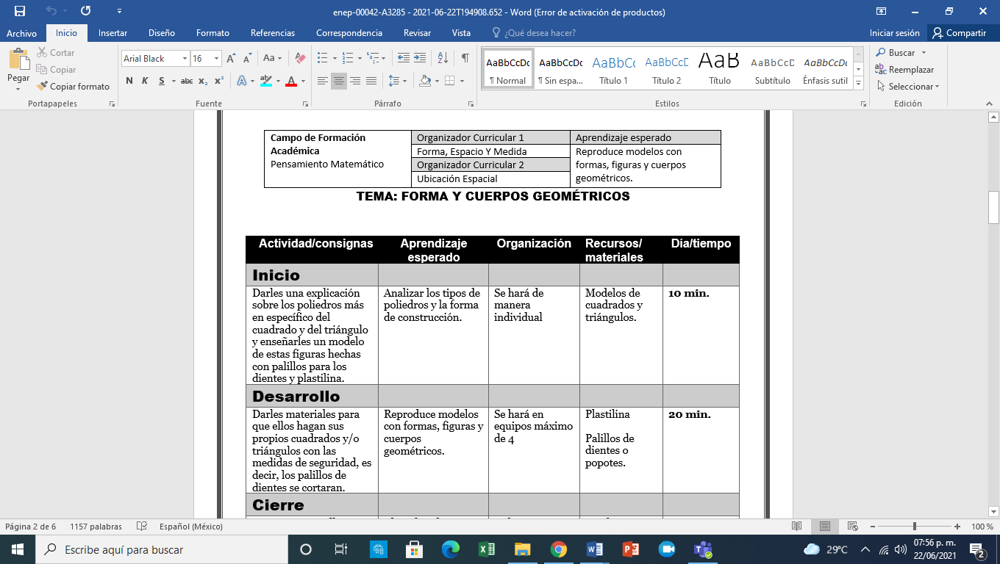 enep-00042-A3285 - 2021-06-22T194908.652 - Word (Error de activación de productos)
Archivo Inicio Insertar Diseño Formato Referencias Correspondencia Revisar Vista ¿Qué desea hacer? Iniciar sesión Compartir
Pegar
Cortar
Copiar
Copiar formato
Portapapeles
Arial Black 16
N K S abc x₂ x²
Fuente
Párrafo
AaBbCcDc AaBbCcDc AaBbCc AaBbCcD AaB AaBbCcD AaBbCcDc
¶ Normal ¶ Sin espa... Título 1 Título 2 Título Subtítulo Énfasis sutil
Estilos
Buscar
Reemplazar
Seleccionar
Edición
Campo de Formación
Académica
Pensamiento Matemático
Organizador Curricular 1
Forma, Espacio Y Medida
Organizador Curricular 2
Ubicación Espacial
Aprendizaje esperado
Reproduce modelos con
formas, figuras y cuerpos
geométricos.
TEMA: FORMA Y CUERPOS GEOMÉTRICOS
Actividad/consignas
Aprendizaje
esperado
Organización
Recursos/
materiales
Día/tiempo
Inicio
Darles una explicación
sobre los poliedros más
en específico del
cuadrado y del triángulo
y enseñarles un modelo
de estas figuras hechas
con palillos para los
dientes y plastilina.
Analizar los tipos de
poliedros y la forma
de construcción.
Se hará de
manera
individual
Modelos de
cuadrados y
triángulos.
10 min.
Desarrollo
Darles materiales para
que ellos hagan sus
propios cuadrados y/o
triángulos con las
medidas de seguridad, es
decir, los palillos de
dientes se cortaran.
Reproduce modelos
con formas, figuras y
cuerpos
geométricos.
Se hará en
equipos máximo
de 4
Plastilina
Palillos de
dientes o
popotes.
20 min.
Cierre
Página 2 de 6 1157 palabras Español (México) 100 %
Escribe aquí para buscar
29°C
07:56 p. m.
22/06/2021
2